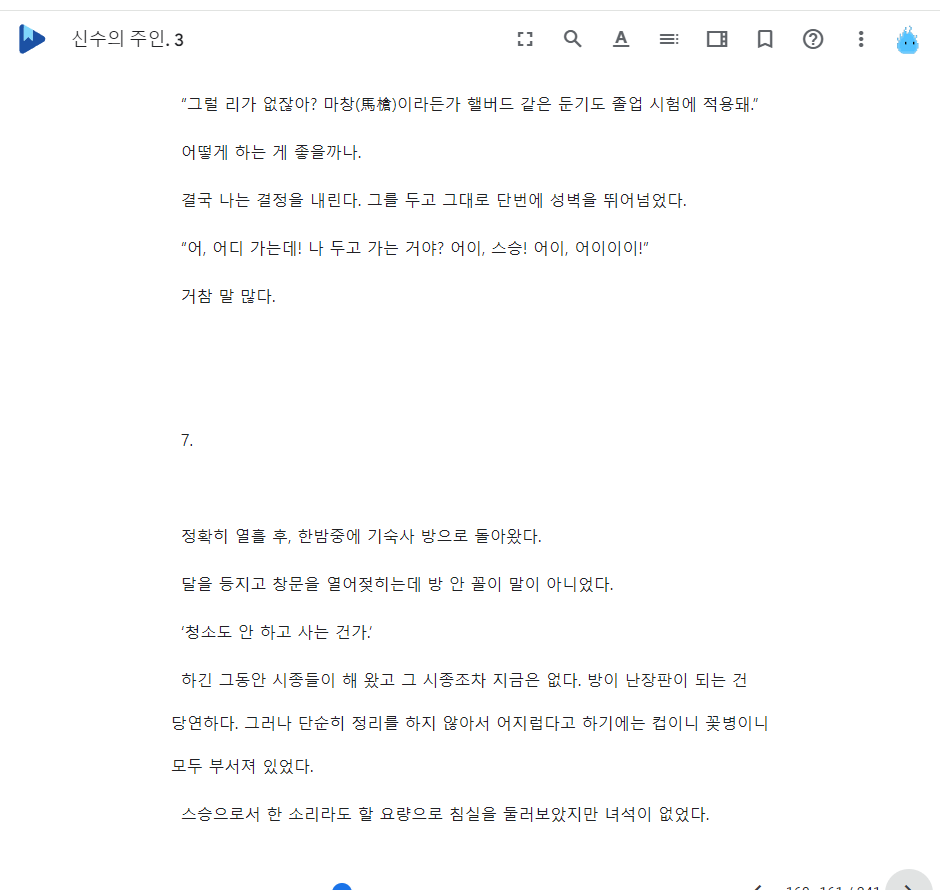 신수의 주인. 3
“그럴 리가 없잖아? 마창(馬槍)이라든가 핼버드 같은 둔기도 졸업 시험에 적용돼.”
어떻게 하는 게 좋을까나.
결국 나는 결정을 내린다. 그를 두고 그대로 단번에 성벽을 뛰어넘었다.
“어, 어디 가는데! 나 두고 가는 거야? 어이, 스승! 어이, 어이이이!”
거참 말 많다.
7.
정확히 열흘 후, 한밤중에 기숙사 방으로 돌아왔다.
달을 등지고 창문을 열어젖히는데 방 안 꼴이 말이 아니었다.
‘청소도 안 하고 사는 건가.’
하긴 그동안 시종들이 해 왔고 그 시종조차 지금은 없다. 방이 난장판이 되는 건
당연하다. 그러나 단순히 정리를 하지 않아서 어지럽다고 하기에는 컵이니 꽃병이니
모두 부서져 있었다.
스승으로서 한 소리라도 할 요량으로 침실을 둘러보았지만 녀석이 없었다.